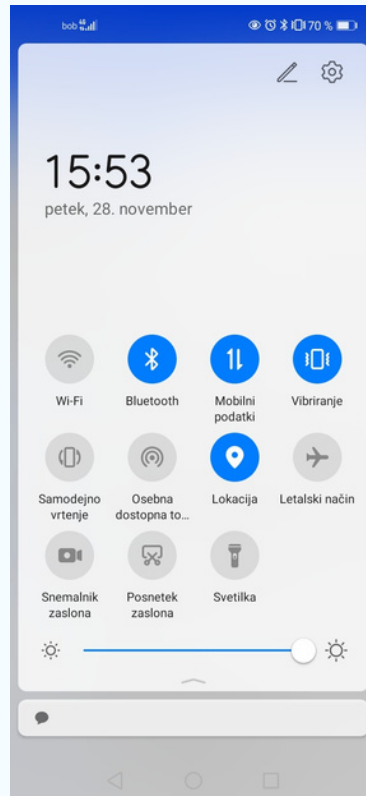 bob 4G 70 %
15:53
petek, 28. november
Wi-Fi
Bluetooth
Mobilni
podatki
Vibriranje
Samodejno
vrtenje
Osebna
dostopna to...
Lokacija
Letalski način
Snemalnik
zaslona
Posnetek
zaslona
Svetilka